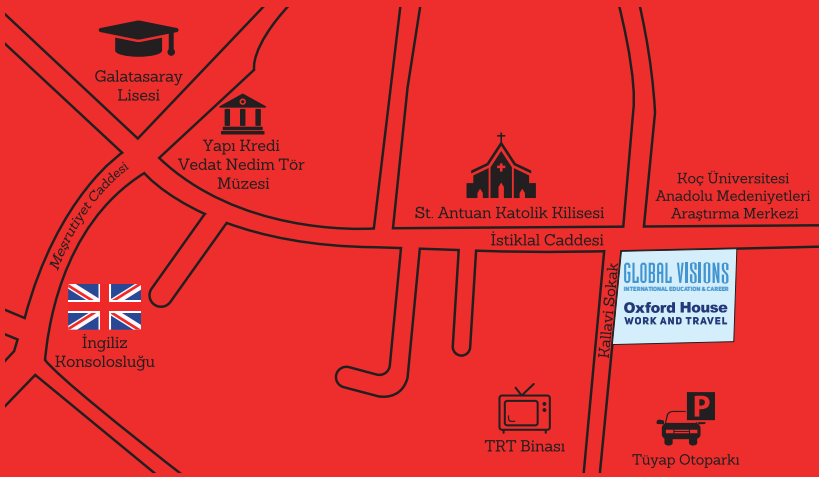 Galatasaray
Lisesi
Yapı Kredi
Vedat Nedim Tör
Müzesi
Meşrutiyet Caddesi
St. Antuan Katolik Kilisesi
Koç Üniversitesi
Anadolu Medeniyetleri
Araştırma Merkezi
İstiklal Caddesi
Kallavi Sokak
GLOBAL VISIONS
INTERNATIONAL EDUCATION & CAREER
Oxford House
WORK AND TRAVEL
İngiliz
Konsolosluğu
TRT Binası
P
Tüyap Otoparkı